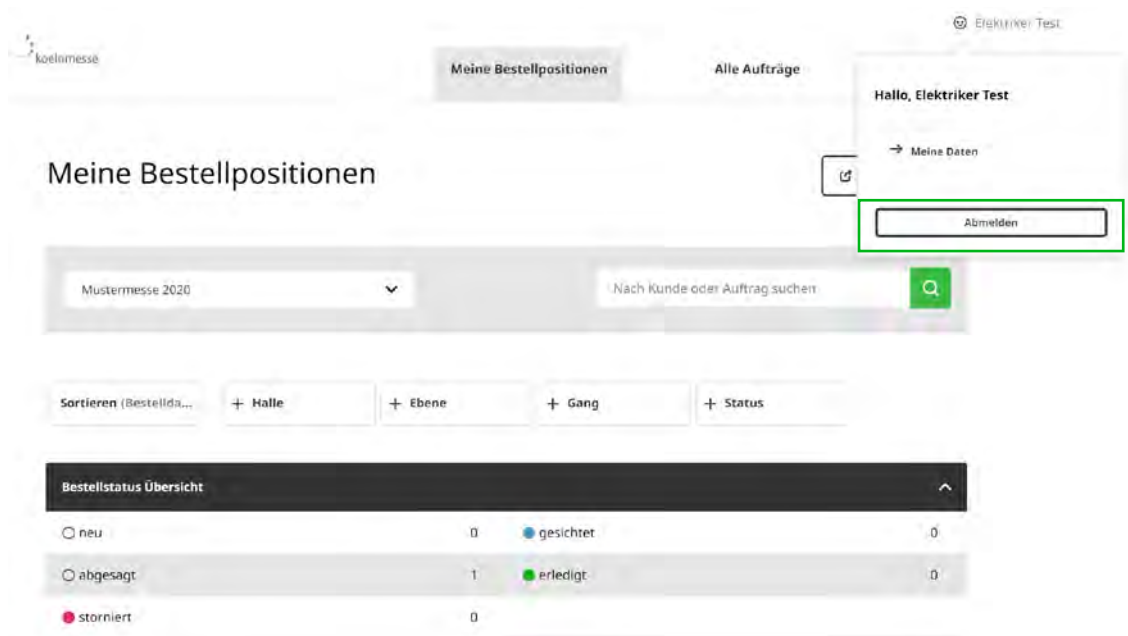 Elektriker Test
koelnmesse
Meine Bestellpositionen
Alle Aufträge
Hallo, Elektriker Test
→ Meine Daten
Meine Bestellpositionen
Abmelden
Mustermesse 2020
Nach Kunde oder Auftrag suchen
Sortieren (Bestellda...
+ Halle
+ Ebene
+ Gang
+ Status
Bestellstatus Übersicht
neu 0 gesichtet 0
abgesagt 1 erledigt 0
storniert 0